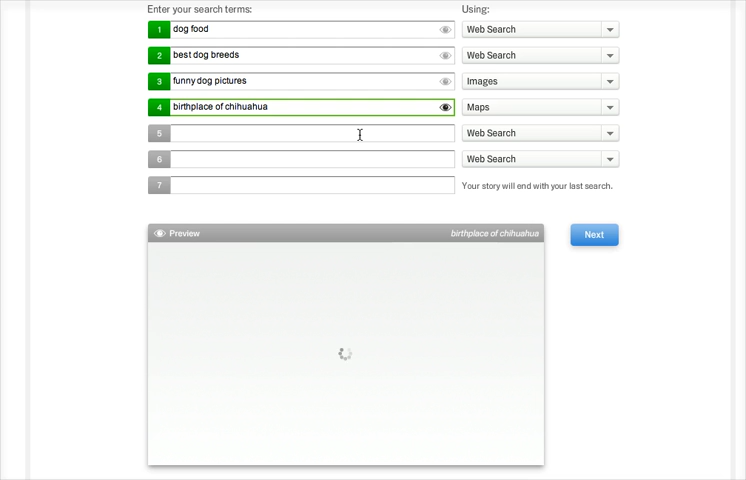 Enter your search terms: Using:
1 dog food Web Search
2 best dog breeds Web Search
3 funny dog pictures Images
4 birthplace of chihuahua Maps
5 Web Search
6 Web Search
7 Your story will end with your last search.
Preview birthplace of chihuahua Next